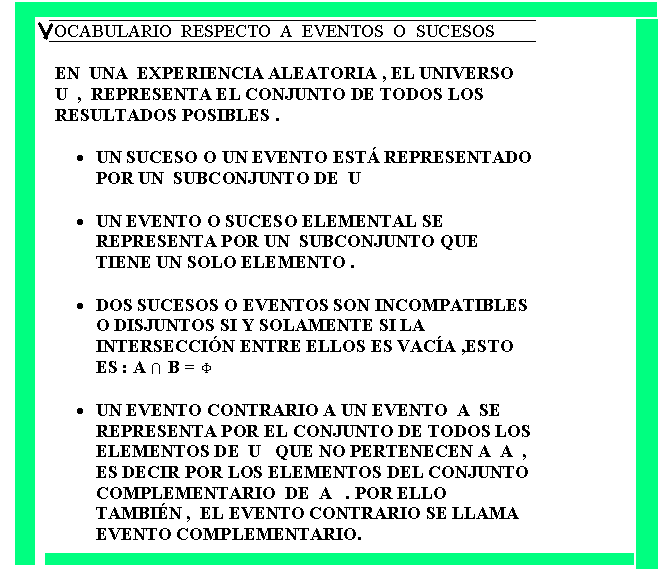 VOCABULARIO RESPECTO A EVENTOS O SUCESOS
EN UNA EXPERIENCIA ALEATORIA , EL UNIVERSO
U , REPRESENTA EL CONJUNTO DE TODOS LOS
RESULTADOS POSIBLES .
• UN SUCESO O UN EVENTO ESTÁ REPRESENTADO
POR UN SUBCONJUNTO DE U
• UN EVENTO O SUCESO ELEMENTAL SE
REPRESENTA POR UN SUBCONJUNTO QUE
TIENE UN SOLO ELEMENTO .
• DOS SUCESOS O EVENTOS SON INCOMPATIBLES
O DISJUNTOS SI Y SOLAMENTE SI LA
INTERSECCIÓN ENTRE ELLOS ES VACÍA ,ESTO
ES : A ∩ B = Φ
• UN EVENTO CONTRARIO A UN EVENTO A SE
REPRESENTA POR EL CONJUNTO DE TODOS LOS
ELEMENTOS DE U QUE NO PERTENECEN A A ,
ES DECIR POR LOS ELEMENTOS DEL CONJUNTO
COMPLEMENTARIO DE A . POR ELLO
TAMBIÉN , EL EVENTO CONTRARIO SE LLAMA
EVENTO COMPLEMENTARIO.